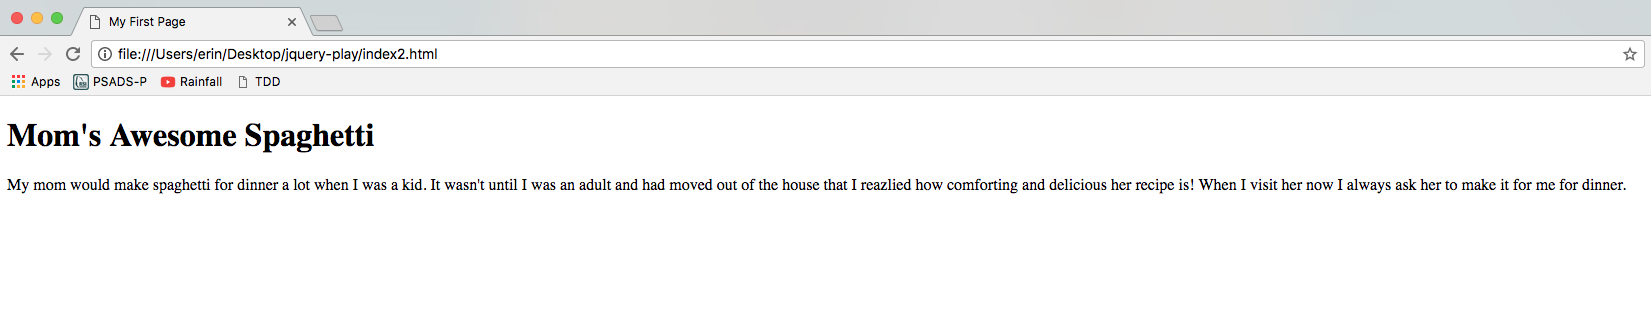 My First Page
file:///Users/erin/Desktop/jquery-play/index2.html
Apps PSADS-P Rainfall TDD
Mom's Awesome Spaghetti
My mom would make spaghetti for dinner a lot when I was a kid. It wasn't until I was an adult and had moved out of the house that I reazlied how comforting and delicious her recipe is! When I visit her now I always ask her to make it for me for dinner.